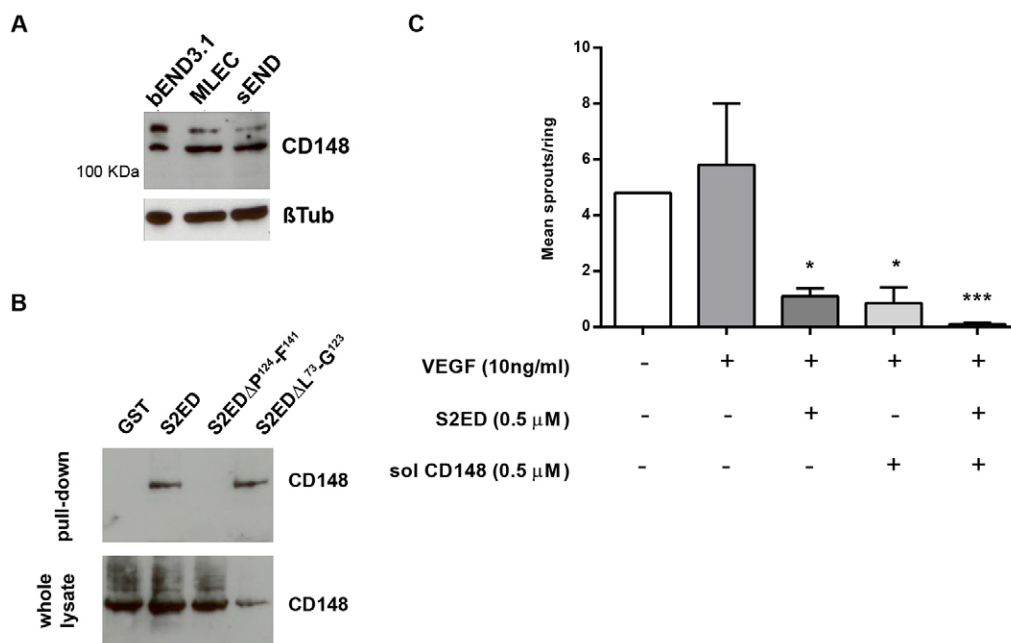 A
bEND3.1 MLEC sEND
CD148
100 KDa
ßTub
B
GST S2ED S2EDΔP¹²⁴-F¹⁴¹ S2EDΔL⁷³-G¹²³
pull-down
CD148
whole lysate
CD148
C
Mean sprouts/ring
10
8
6
4
2
0
* * ***
VEGF (10ng/ml) - + + + +
S2ED (0.5 µM) - - + - +
sol CD148 (0.5 µM) - - - + +